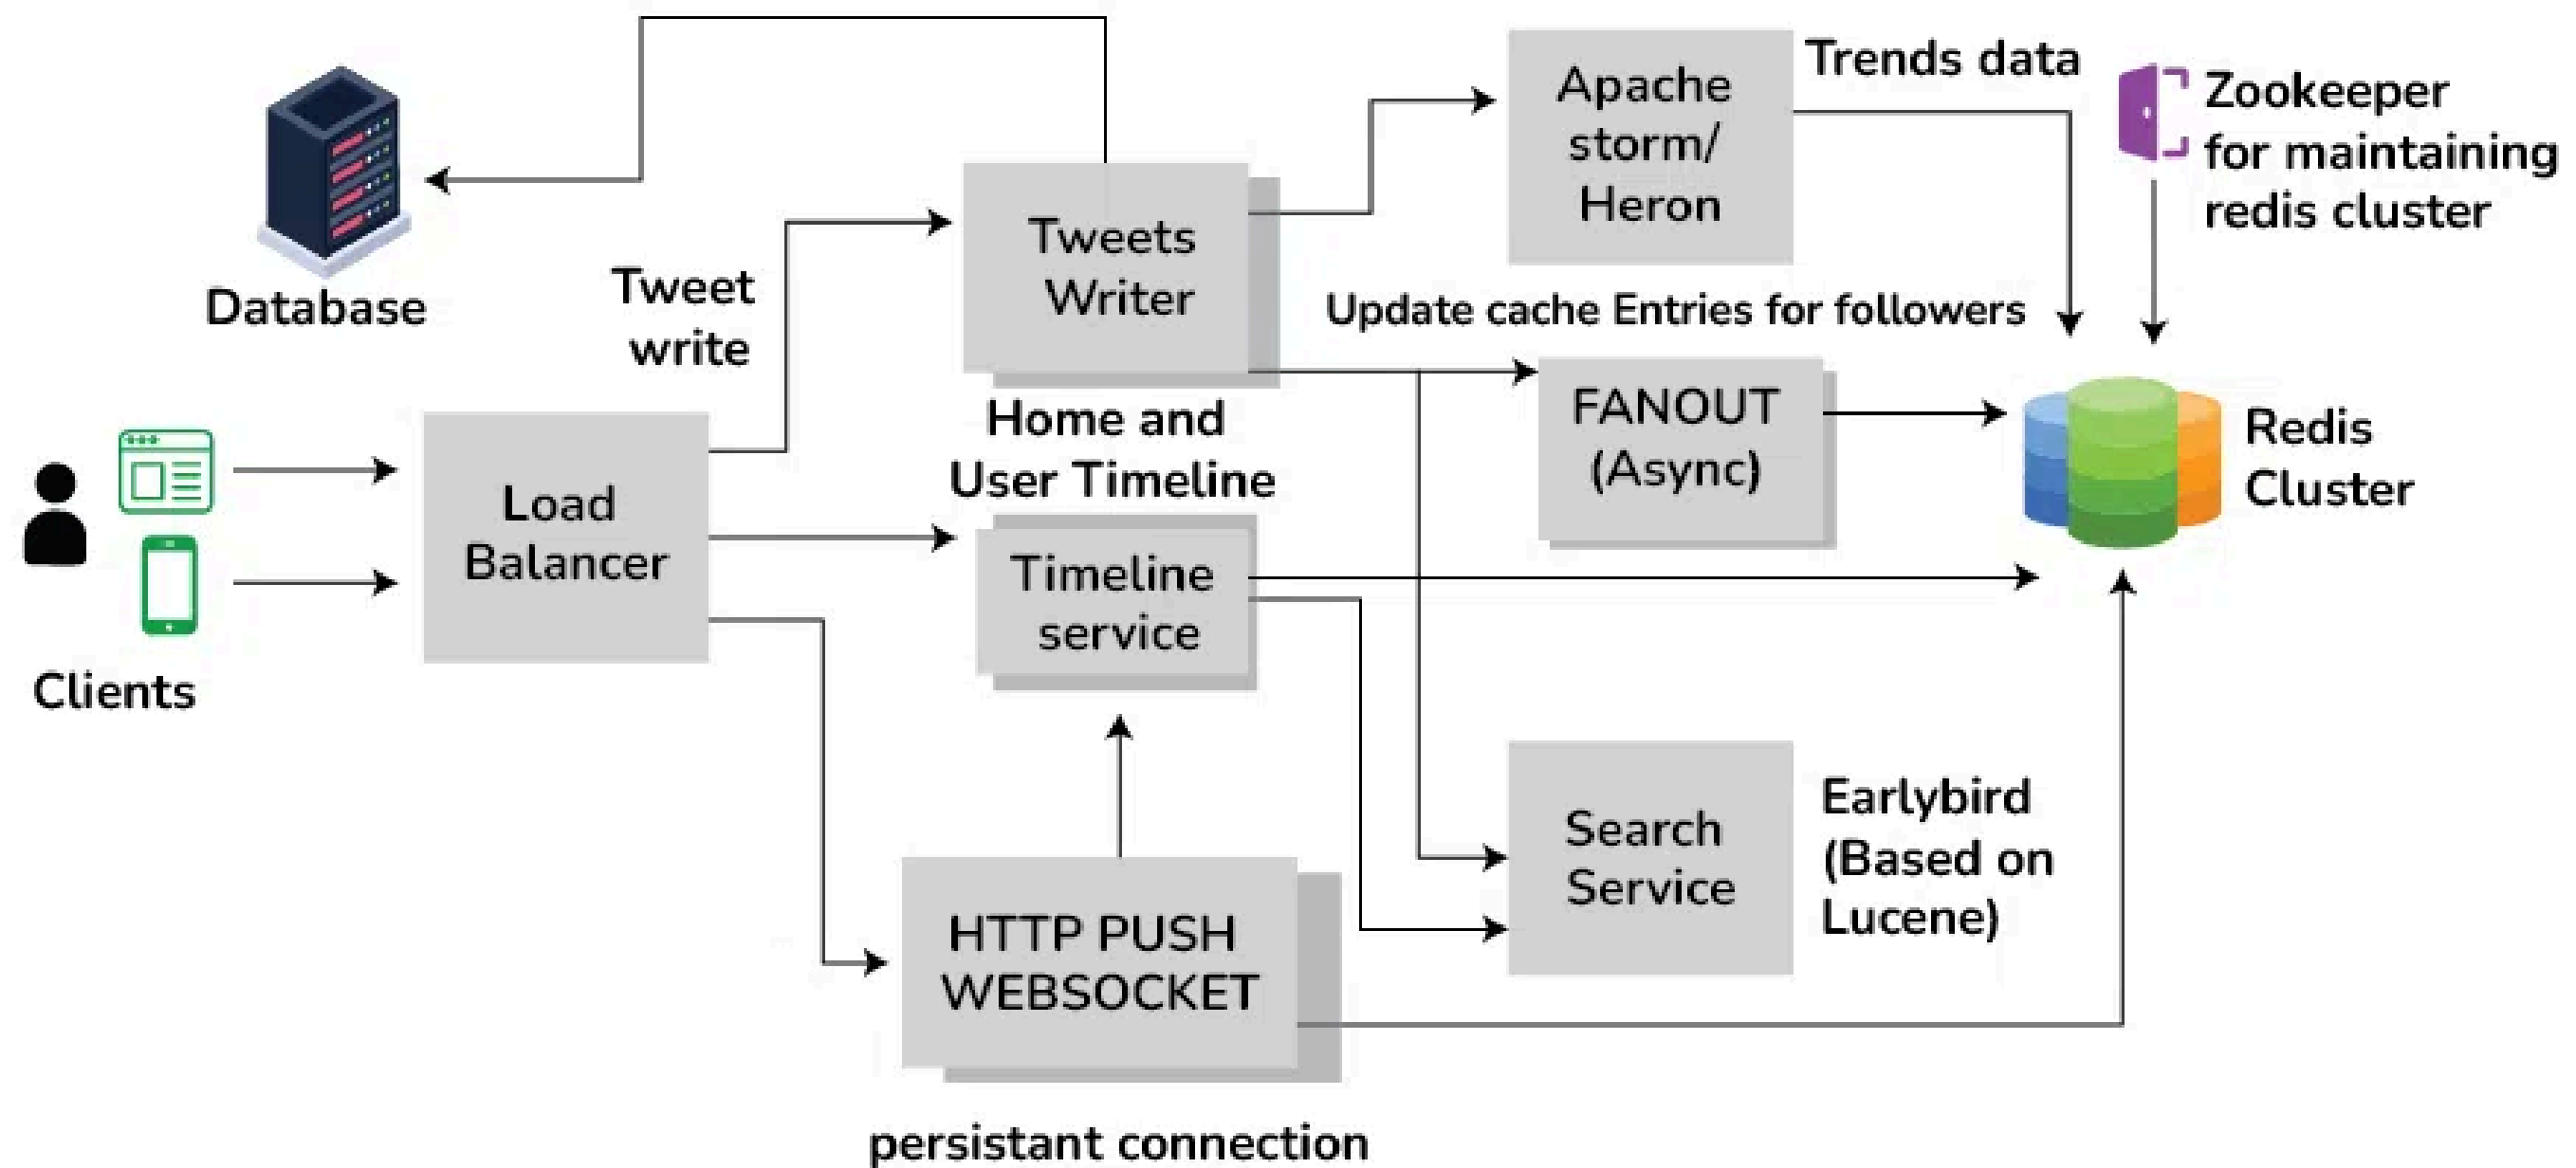 Database
Clients
Load
Balancer
Tweet
write
Tweets
Writer
Home and
User Timeline
Timeline
service
HTTP PUSH
WEBSOCKET
persistant connection
Apache
storm/
Heron
Trends data
Zookeeper
for maintaining
redis cluster
Update cache Entries for followers
FANOUT
(Async)
Redis
Cluster
Search
Service
Earlybird
(Based on
Lucene)